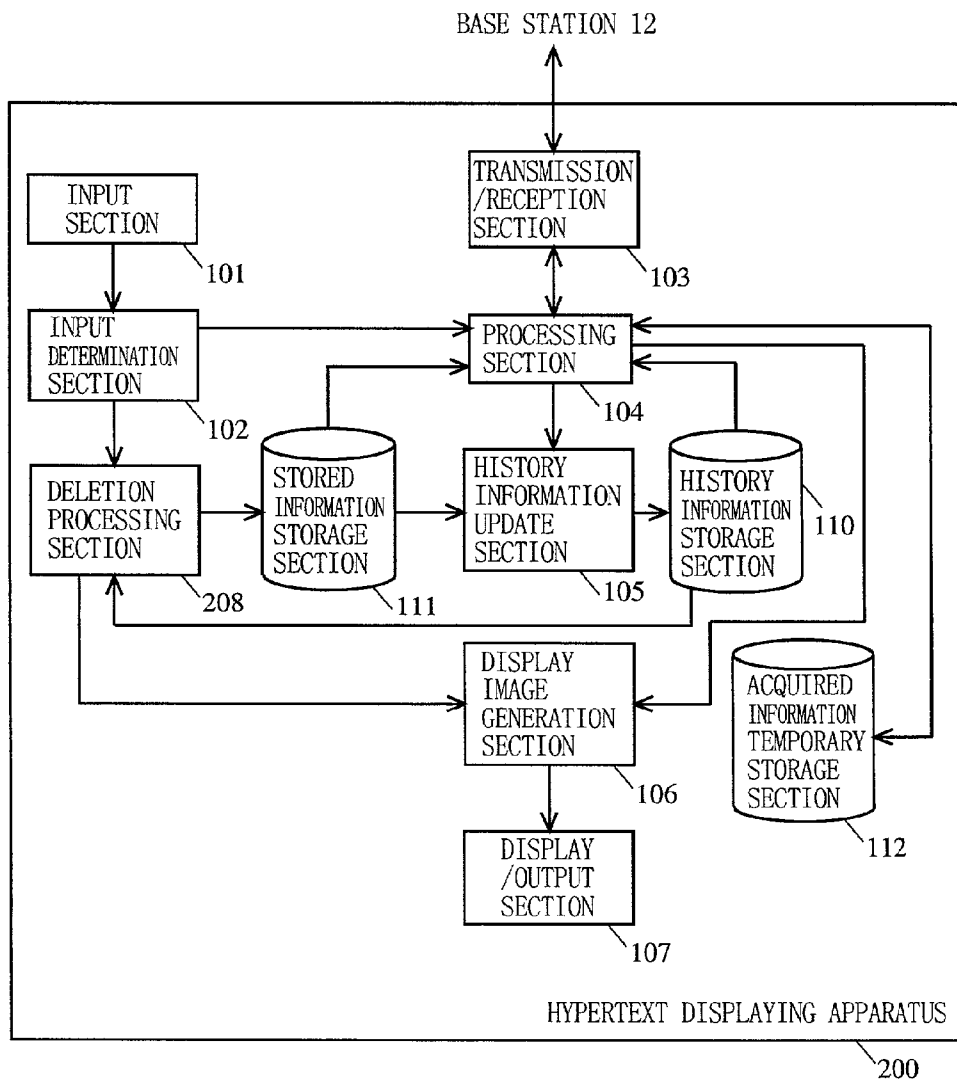 BASE STATION 12
TRANSMISSION
/RECEPTION
SECTION
103
INPUT
SECTION
101
INPUT
DETERMINATION
SECTION
102
PROCESSING
SECTION
104
DELETION
PROCESSING
SECTION
208
STORED
INFORMATION
STORAGE
SECTION
111
HISTORY
INFORMATION
UPDATE
SECTION
105
HISTORY
INFORMATION
STORAGE
SECTION
110
DISPLAY
IMAGE
GENERATION
SECTION
106
ACQUIRED
INFORMATION
TEMPORARY
STORAGE
SECTION
112
DISPLAY
/OUTPUT
SECTION
107
HYPERTEXT DISPLAYING APPARATUS
200